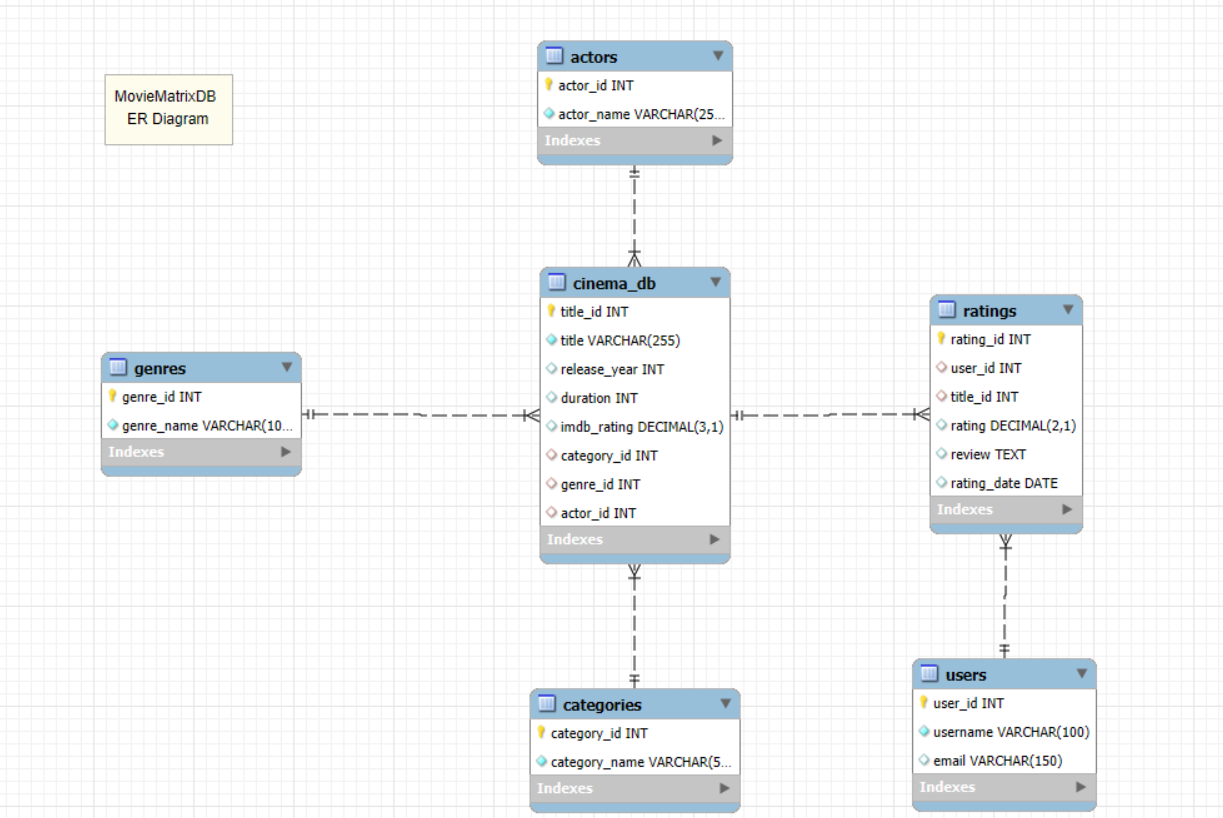 MovieMatrixDB
ER Diagram
actors
actor_id INT
actor_name VARCHAR(25...
Indexes
cinema_db
title_id INT
title VARCHAR(255)
release_year INT
duration INT
imdb_rating DECIMAL(3,1)
category_id INT
genre_id INT
actor_id INT
Indexes
genres
genre_id INT
genre_name VARCHAR(10...
Indexes
ratings
rating_id INT
user_id INT
title_id INT
rating DECIMAL(2,1)
review TEXT
rating_date DATE
Indexes
categories
category_id INT
category_name VARCHAR(5...
Indexes
users
user_id INT
username VARCHAR(100)
email VARCHAR(150)
Indexes